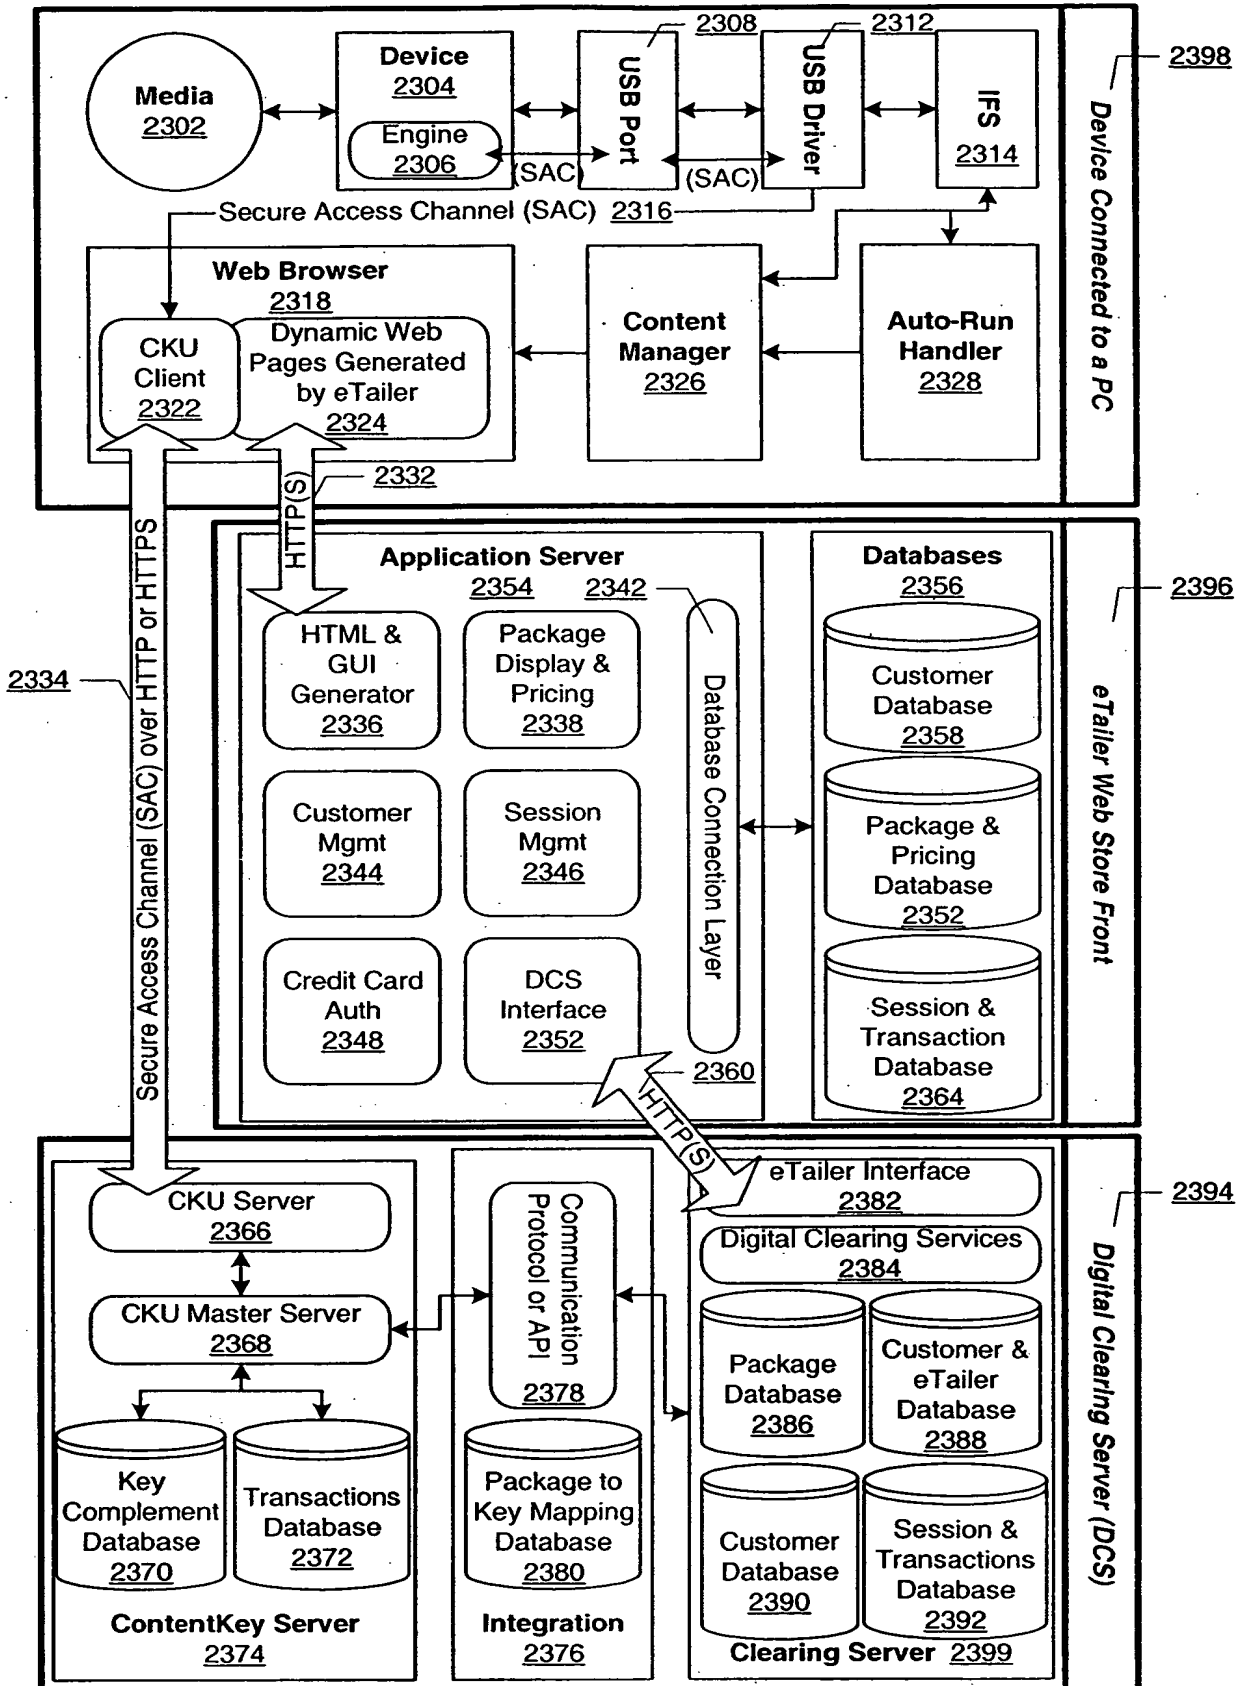 Media
2302
Device
2304
Engine
2306
USB Port
2308
USB Driver
2312
IFS
2314
(SAC)
(SAC)
Secure Access Channel (SAC) 2316
Device Connected to a PC
2398
Web Browser
2318
CKU
Client
2322
Dynamic Web
Pages Generated
by eTailer
2324
Content
Manager
2326
Auto-Run
Handler
2328
HTTP(S)
2332
Secure Access Channel (SAC) over HTTP or HTTPS
2334
Application Server
2354
2342
HTML &
GUI
Generator
2336
Package
Display &
Pricing
2338
Customer
Mgmt
2344
Session
Mgmt
2346
Credit Card
Auth
2348
DCS
Interface
2352
Database Connection Layer
Databases
2356
Customer
Database
2358
Package &
Pricing
Database
2352
Session &
Transaction
Database
2364
eTailer Web Store Front
2396
HTTP(S)
2360
CKU Server
2366
CKU Master Server
2368
Key
Complement
Database
2370
Transactions
Database
2372
ContentKey Server
2374
Communication
Protocol or API
2378
Package to
Key Mapping
Database
2380
Integration
2376
eTailer Interface
2382
Digital Clearing Services
2384
Package
Database
2386
Customer &
eTailer
Database
2388
Customer
Database
2390
Session &
Transactions
Database
2392
Clearing Server 2399
Digital Clearing Server (DCS)
2394